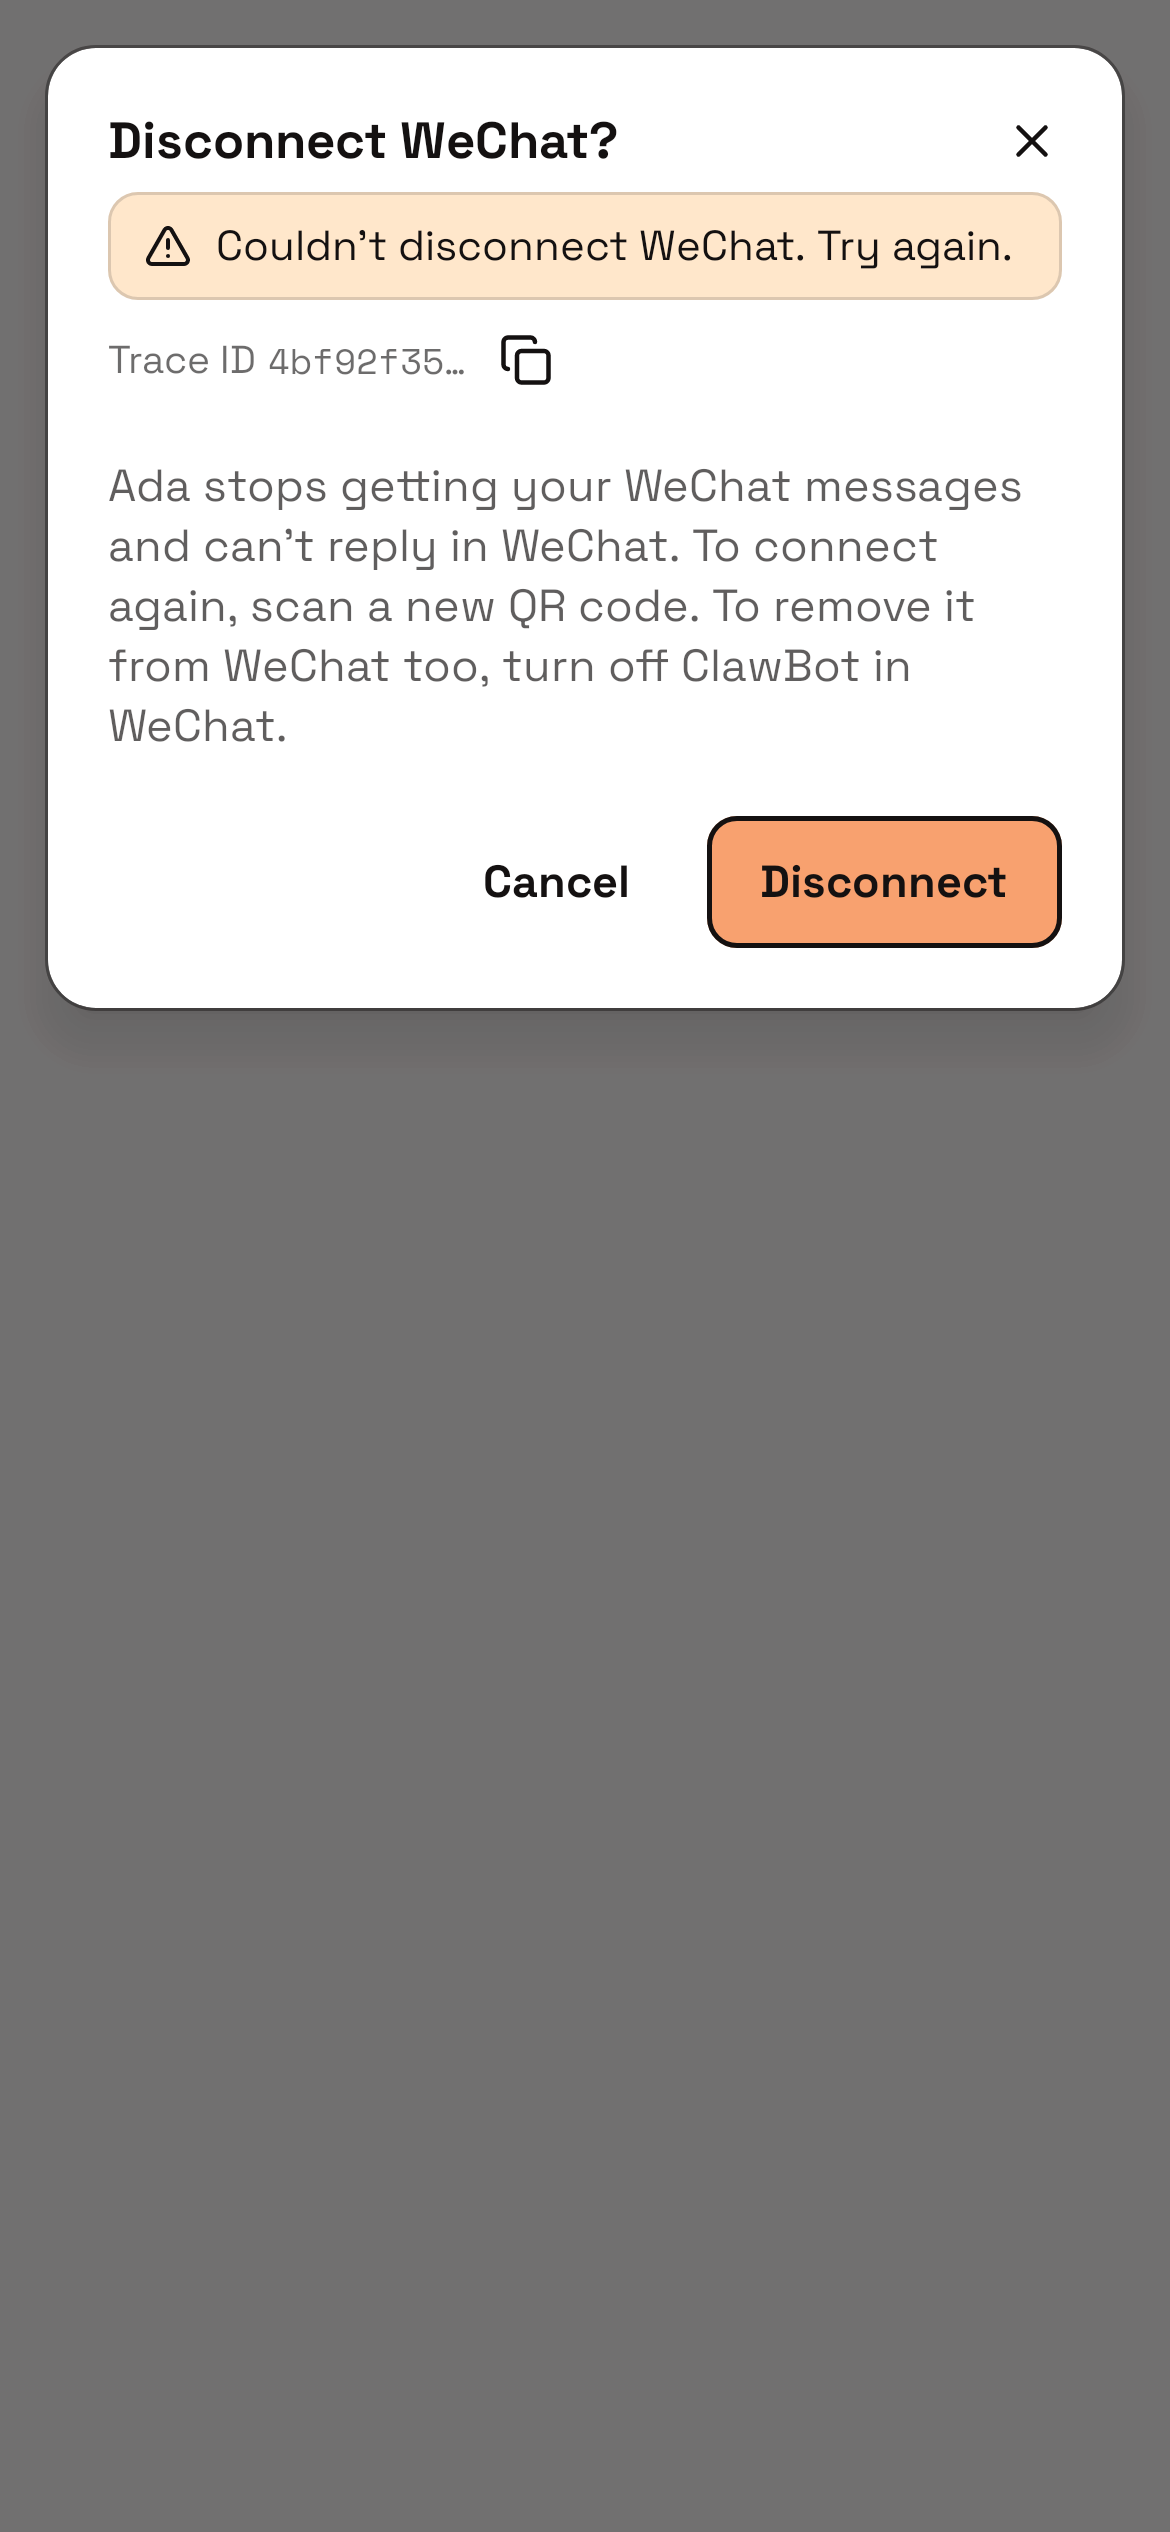 Disconnect WeChat?
Couldn’t disconnect WeChat. Try again.
Trace ID 4bf92f35…
Ada stops getting your WeChat messages
and can’t reply in WeChat. To connect
again, scan a new QR code. To remove it
from WeChat too, turn off ClawBot in
WeChat.
Cancel
Disconnect